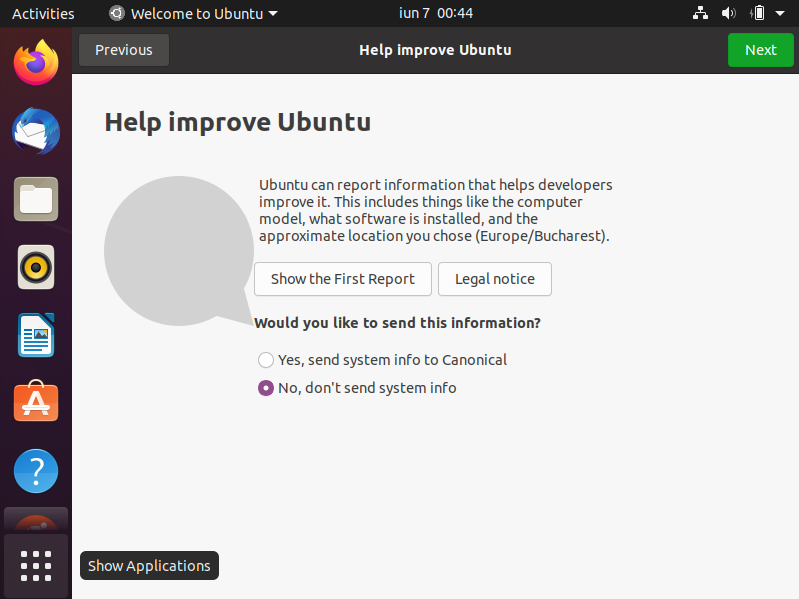 Activities
Welcome to Ubuntu
iun 7 00:44
Previous
Help improve Ubuntu
Next
Help improve Ubuntu
Ubuntu can report information that helps developers
improve it. This includes things like the computer
model, what software is installed, and the
approximate location you chose (Europe/Bucharest).
Show the First Report
Legal notice
Would you like to send this information?
Yes, send system info to Canonical
No, don't send system info
?
Show Applications